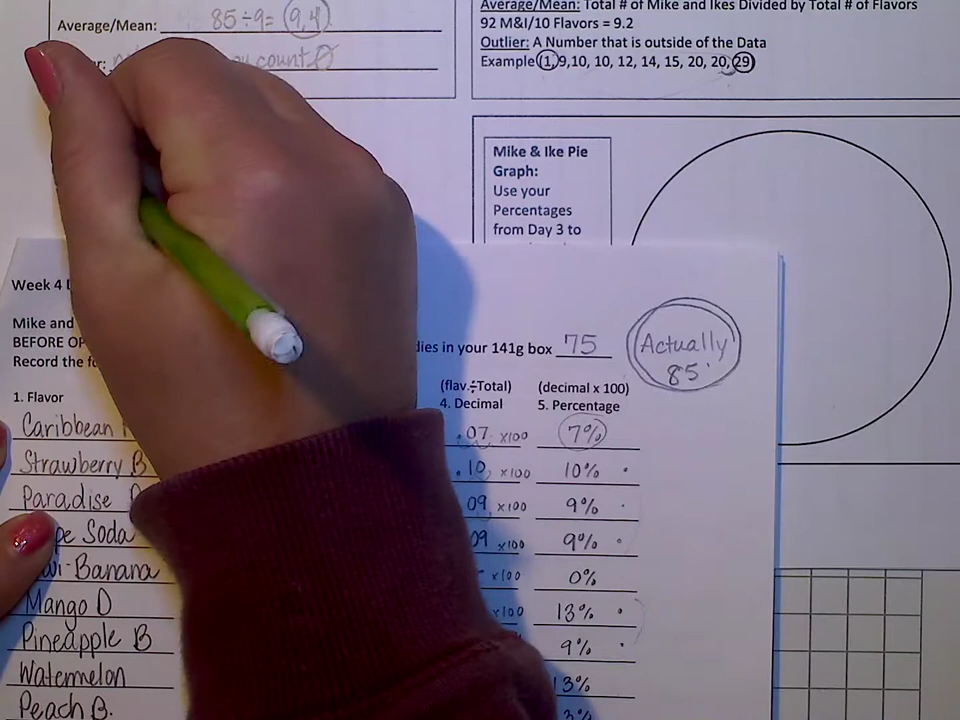 Average/Mean: 85÷9= 9.4
count 0
Average/Mean: Total # of Mike and Ikes Divided by Total # of Flavors
92 M&I/10 Flavors = 9.2
Outlier: A Number that is outside of the Data
Example (1, 9,10, 10, 12, 14, 15, 20, 20, 29)
Mike & Ike Pie
Graph:
Use your
Percentages
from Day 3 to
Week 4
Mike and
BEFORE OP
Record the
dies in your 141g box 75
Actually
85
(flav.÷Total) (decimal x 100)
1. Flavor 4. Decimal 5. Percentage
Caribbean .07 x100 7%
Strawberry B .10 x100 10%
Paradise 09 x100 9%
pe Soda 09 x100 9%
wi-Banana x100 0%
Mango D x100 13%
Pineapple B 9%
Watermelon 13%
Peach B. 3%